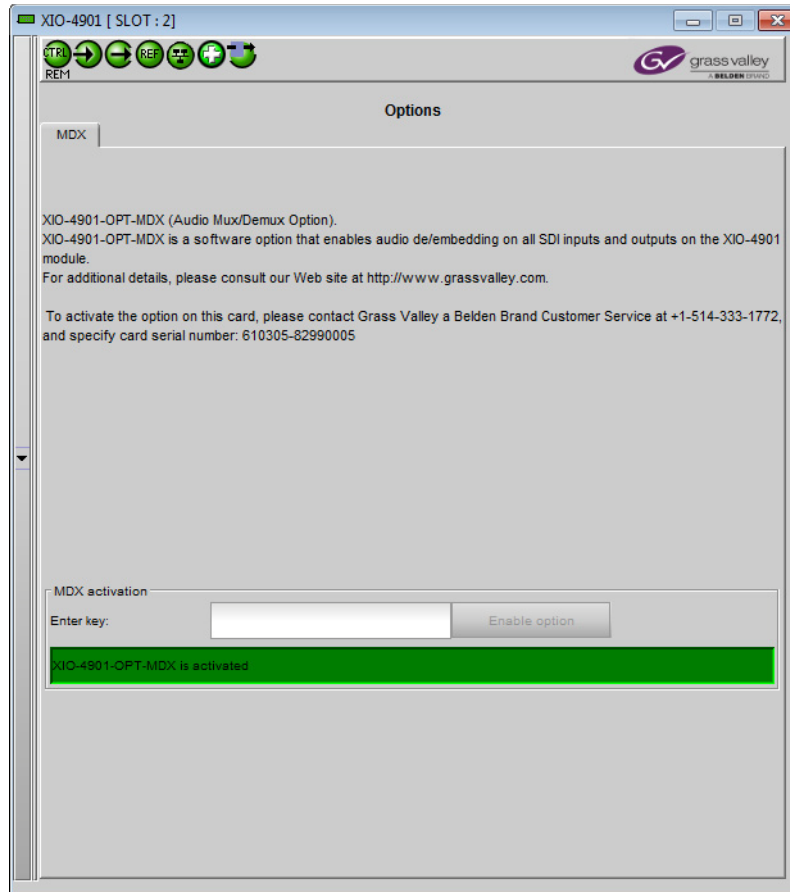 XIO-4901 [ SLOT : 2]
CTRL
REM
REF
GV
grass valley
A BELDEN BRAND
Options
MDX
XIO-4901-OPT-MDX (Audio Mux/Demux Option).
XIO-4901-OPT-MDX is a software option that enables audio de/embedding on all SDI inputs and outputs on the XIO-4901
module.
For additional details, please consult our Web site at http://www.grassvalley.com.
To activate the option on this card, please contact Grass Valley a Belden Brand Customer Service at +1-514-333-1772,
and specify card serial number: 610305-82990005
MDX activation
Enter key:
Enable option
XIO-4901-OPT-MDX is activated